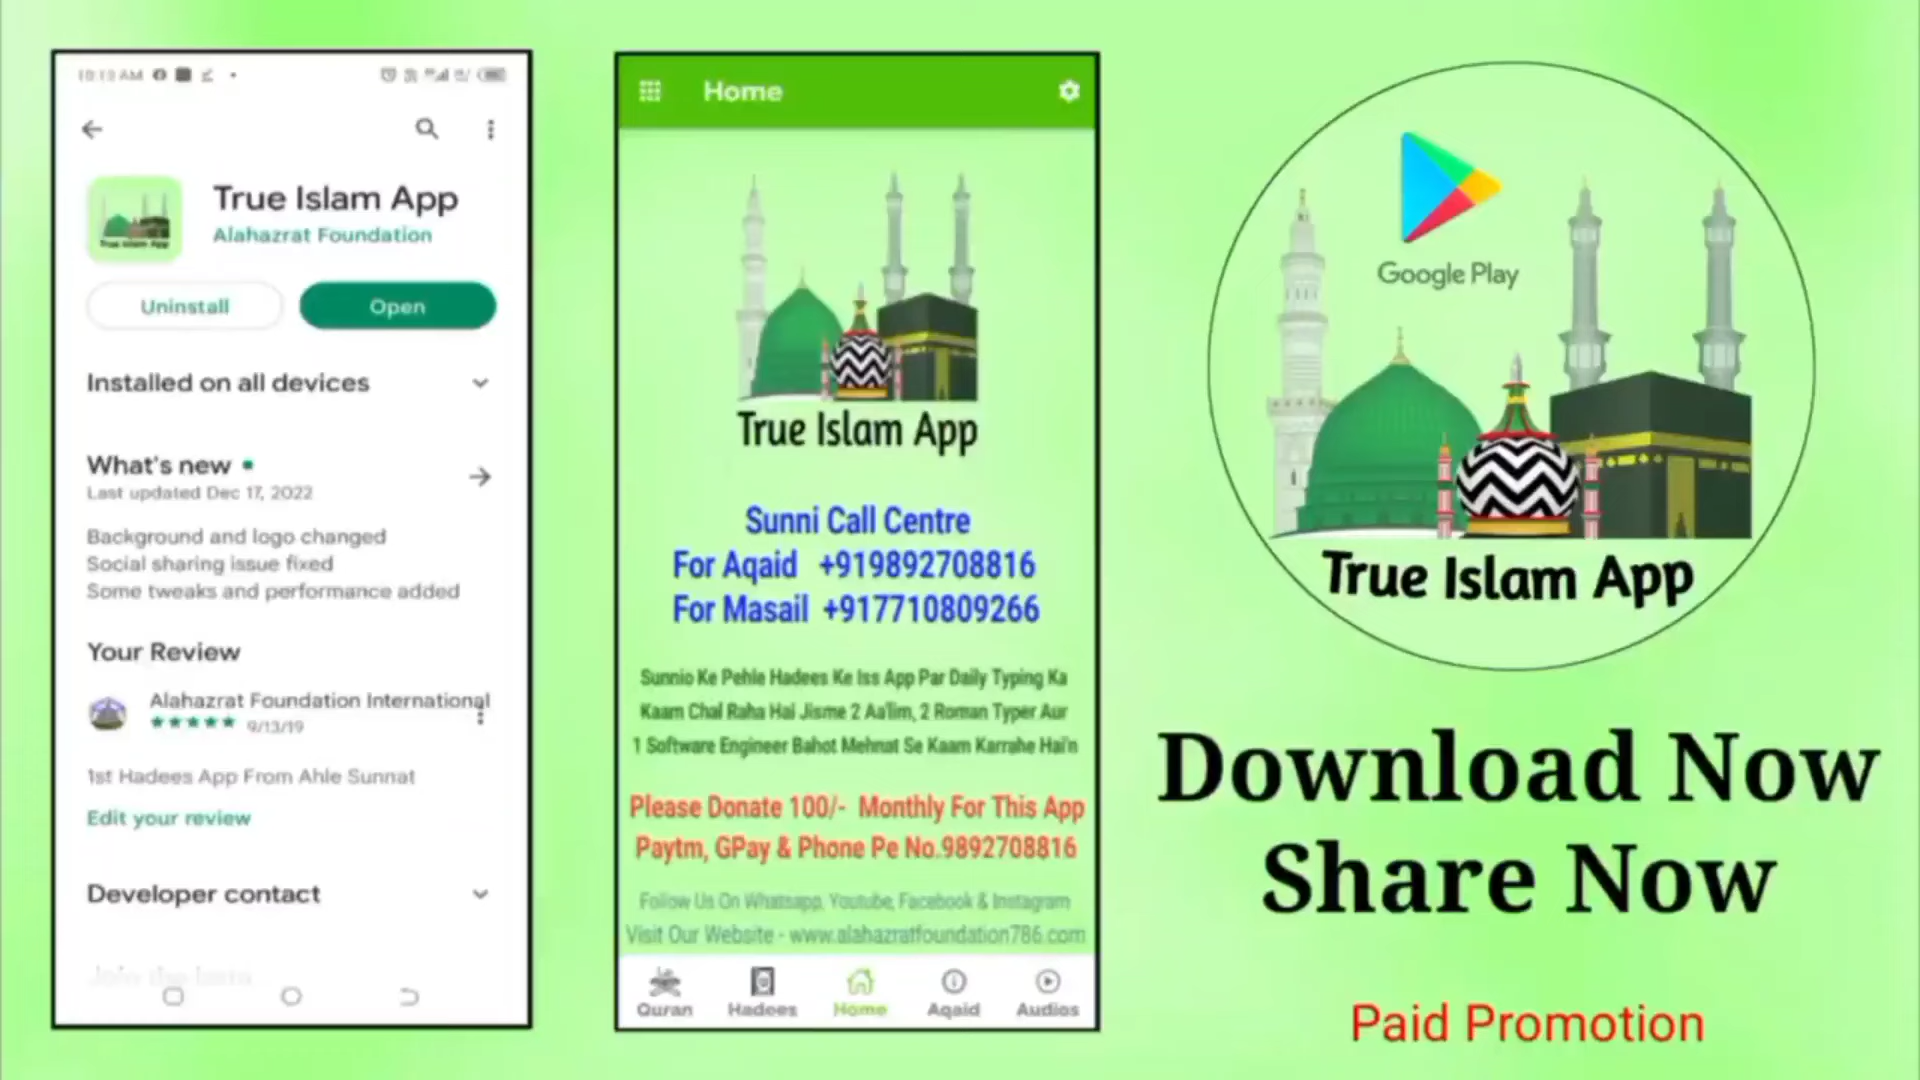 10:13 AM
True Islam App
Alahazrat Foundation
Uninstall
Open
Installed on all devices
What's new
Last updated Dec 17, 2022
Background and logo changed
Social sharing issue fixed
Some tweaks and performance added
Your Review
Alahazrat Foundation International
9/13/19
1st Hadees App From Ahle Sunnat
Edit your review
Developer contact
True Islam App
Home
True Islam App
Sunni Call Centre
For Aqaid +919892708816
For Masail +917710809266
Sunnio Ke Pehle Hadees Ke Iss App Par Daily Typing Ka
Kaam Chal Raha Hai Jisme 2 Aa'lim, 2 Roman Typer Aur
1 Software Engineer Bahot Mehnat Se Kaam Karrahe Hai'n
Please Donate 100/- Monthly For This App
Paytm, GPay & Phone Pe No.9892708816
Follow Us On Whatsapp, Youtube, Facebook & Instagram
Visit Our Website - www.alahazratfoundation786.com
Quran
Hadees
Home
Aqaid
Audios
Google Play
True Islam App
Download Now
Share Now
Paid Promotion